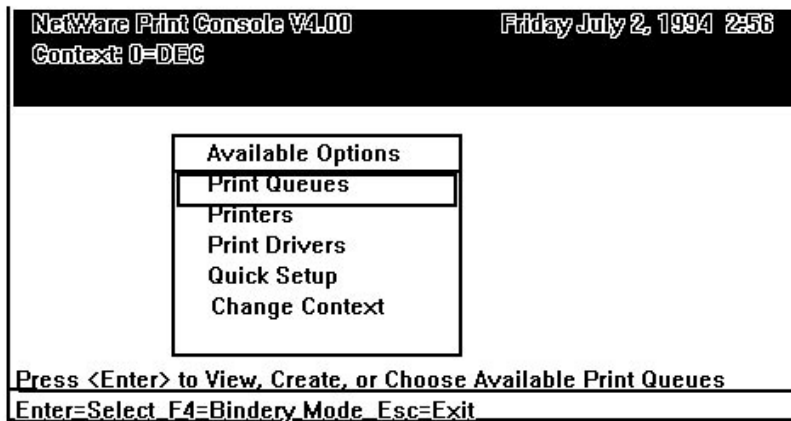 NetWare Print Console V4.00 Friday July 2, 1994 2:56
Context: 0=DEC
Available Options
Print Queues
Printers
Print Drivers
Quick Setup
Change Context
Press <Enter> to View, Create, or Choose Available Print Queues
Enter=Select F4=Bindery Mode Esc=Exit